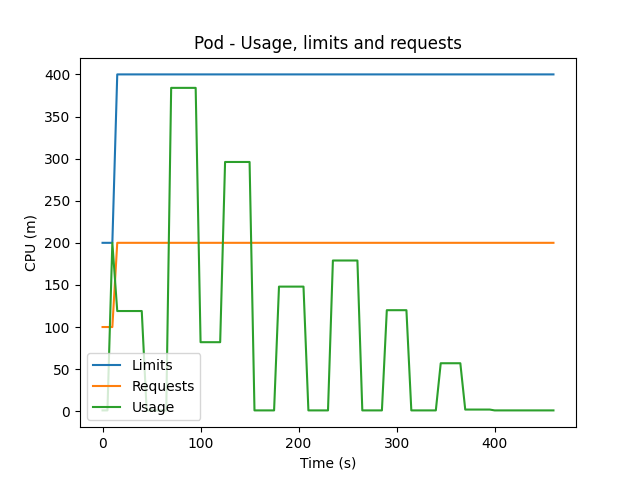 Pod - Usage, limits and requests
CPU (m)
400
350
300
250
200
150
100
50
0
Limits
Requests
Usage
0 100 200 300 400
Time (s)